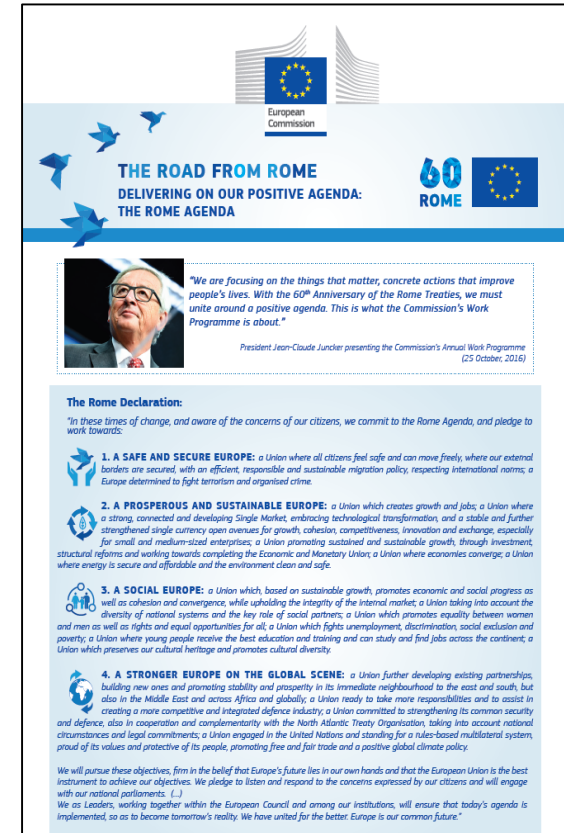 European
Commission
THE ROAD FROM ROME
DELIVERING ON OUR POSITIVE AGENDA:
THE ROME AGENDA
60
ROME
"We are focusing on the things that matter, concrete actions that improve
people's lives. With the 60th Anniversary of the Rome Treaties, we must
unite around a positive agenda. This is what the Commission's Work
Programme is about."
President Jean-Claude Juncker presenting the Commission's Annual Work Programme
(25 October, 2016)
The Rome Declaration:
"In these times of change, and aware of the concerns of our citizens, we commit to the Rome Agenda, and pledge to
work towards:
1. A SAFE AND SECURE EUROPE: a Union where all citizens feel safe and can move freely, where our external
borders are secured, with an efficient, responsible and sustainable migration policy, respecting international norms; a
Europe determined to fight terrorism and organised crime.
2. A PROSPEROUS AND SUSTAINABLE EUROPE: a Union which creates growth and jobs; a Union where
a strong, connected and developing Single Market, embracing technological transformation, and a stable and further
strengthened single currency open avenues for growth, cohesion, competitiveness, innovation and exchange, especially
for small and medium-sized enterprises; a Union promoting sustained and sustainable growth, through investment,
structural reforms and working towards completing the Economic and Monetary Union; a Union where economies converge; a Union
where energy is secure and affordable and the environment clean and safe.
3. A SOCIAL EUROPE: a Union which, based on sustainable growth, promotes economic and social progress as
well as cohesion and convergence, while upholding the integrity of the internal market; a Union taking into account the
diversity of national systems and the key role of social partners; a Union which promotes equality between women
and men as well as rights and equal opportunities for all; a Union which fights unemployment, discrimination, social exclusion and
poverty; a Union where young people receive the best education and training and can study and find jobs across the continent; a
Union which preserves our cultural heritage and promotes cultural diversity.
4. A STRONGER EUROPE ON THE GLOBAL SCENE: a Union further developing existing partnerships,
building new ones and promoting stability and prosperity in its immediate neighbourhood to the east and south, but
also in the Middle East and across Africa and globally; a Union ready to take more responsibilities and to assist in
creating a more competitive and integrated defence industry; a Union committed to strengthening its common security
and defence, also in cooperation and complementarity with the North Atlantic Treaty Organisation, taking into account national
circumstances and legal commitments; a Union engaged in the United Nations and standing for a rules-based multilateral system,
proud of its values and protective of its people, promoting free and fair trade and a positive global climate policy.
We will pursue these objectives, firm in the belief that Europe's future lies in our own hands and that the European Union is the best
instrument to achieve our objectives. We pledge to listen and respond to the concerns expressed by our citizens and will engage
with our national parliaments. (...)
We as Leaders, working together within the European Council and among our institutions, will ensure that today's agenda is
implemented, so as to become tomorrow's reality. We have united for the better. Europe is our common future."